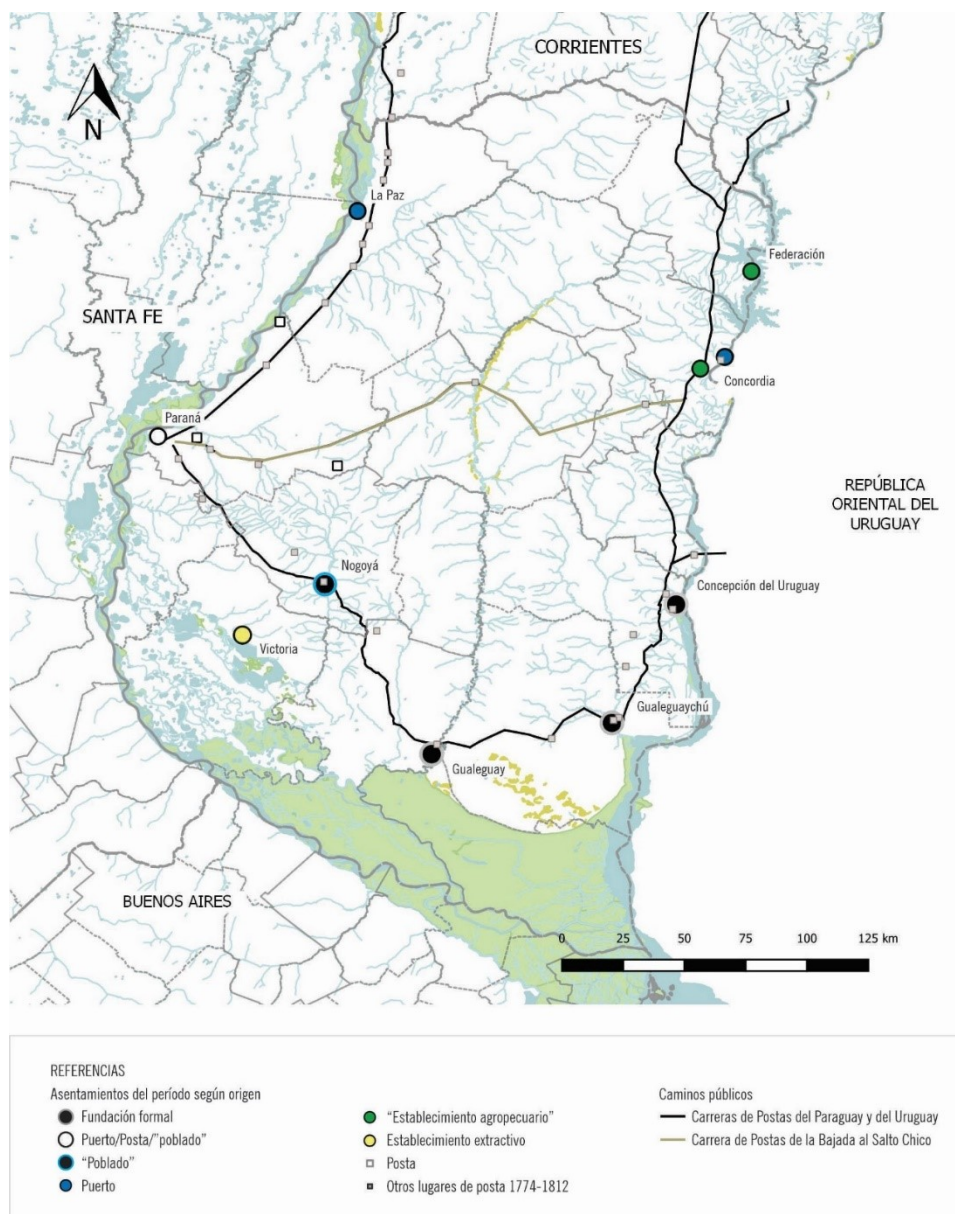 CORRIENTES
N
La Paz
Federación
SANTA FE
Concordia
Paraná
REPÚBLICA
ORIENTAL DEL
URUGUAY
Nogoyá
Concepción del Uruguay
Victoria
Gualeguaychú
Gualeguay
BUENOS AIRES
0 25 50 75 100 125 km
REFERENCIAS
Asentamientos del período según origen
Fundación formal
Puerto/Posta/"poblado"
"Poblado"
Puerto
"Establecimiento agropecuario"
Establecimiento extractivo
Posta
Otros lugares de posta 1774-1812
Caminos públicos
Carreras de Postas del Paraguay y del Uruguay
Carrera de Postas de la Bajada al Salto Chico